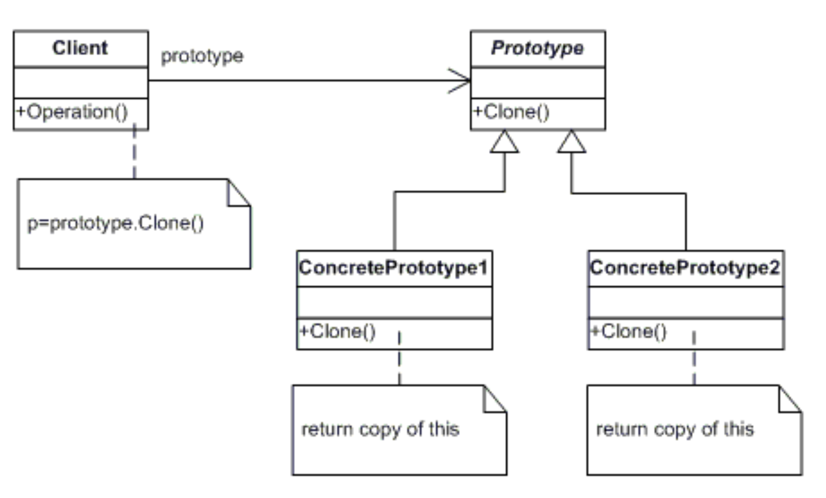 Client
prototype
Prototype
+Operation()
+Clone()
p=prototype.Clone()
ConcretePrototype1
ConcretePrototype2
+Clone()
+Clone()
return copy of this
return copy of this